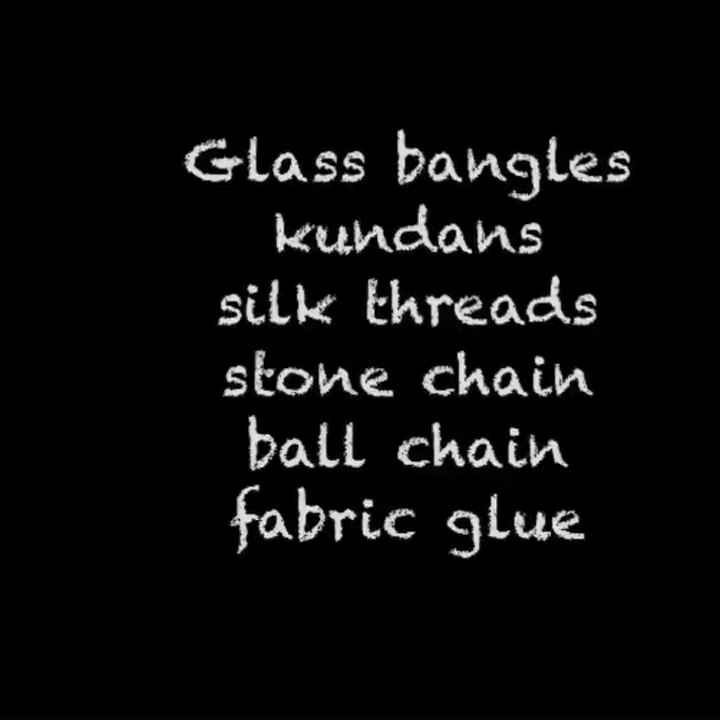 Glass bangles
kundans
silk threads
stone chain
ball chain
fabric glue